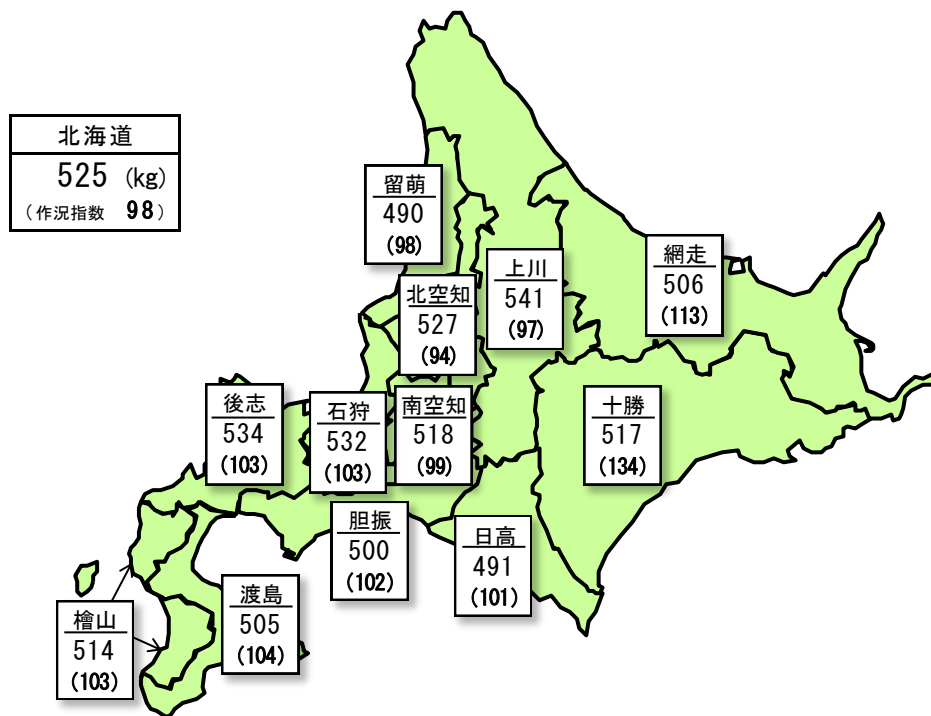 北海道
525 (kg)
(作況指数 98)
留萌
490
(98)
上川
541
(97)
網走
506
(113)
北空知
527
(94)
後志
534
(103)
石狩
532
(103)
南空知
518
(99)
十勝
517
(134)
胆振
500
(102)
日高
491
(101)
檜山
514
(103)
渡島
505
(104)